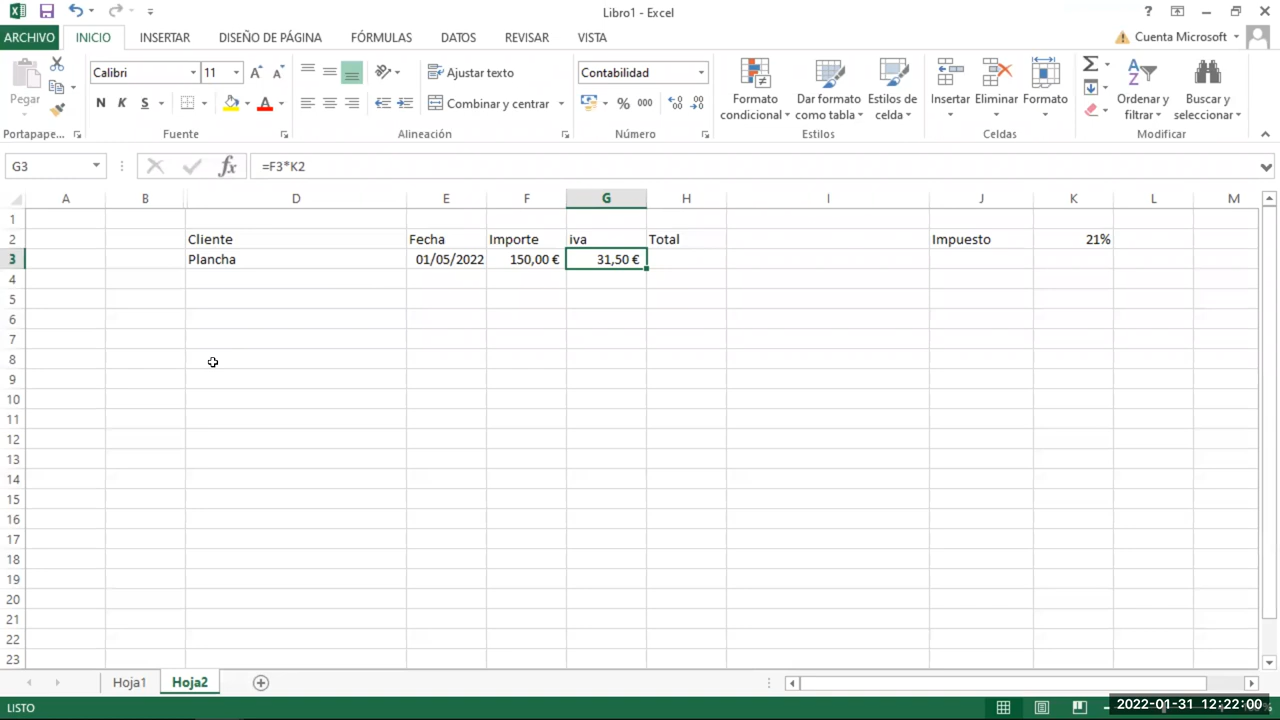 Libro1 - Excel
ARCHIVO INICIO INSERTAR DISEÑO DE PÁGINA FÓRMULAS DATOS REVISAR VISTA Cuenta Microsoft
Pegar
Calibri 11
N K S
Ajustar texto
Combinar y centrar
Contabilidad
% 000
Formato condicional
Dar formato como tabla
Estilos de celda
Insertar Eliminar Formato
Ordenar y filtrar
Buscar y seleccionar
Portapape... Fuente Alineación Número Estilos Celdas Modificar
G3 fx =F3*K2
A B D E F G H I J K L M
1
2 Cliente Fecha Importe iva Total Impuesto 21%
3 Plancha 01/05/2022 150,00 € 31,50 €
4
5
6
7
8
9
10
11
12
13
14
15
16
17
18
19
20
21
22
23
Hoja1 Hoja2
LISTO
2022-01-31 12:22:00